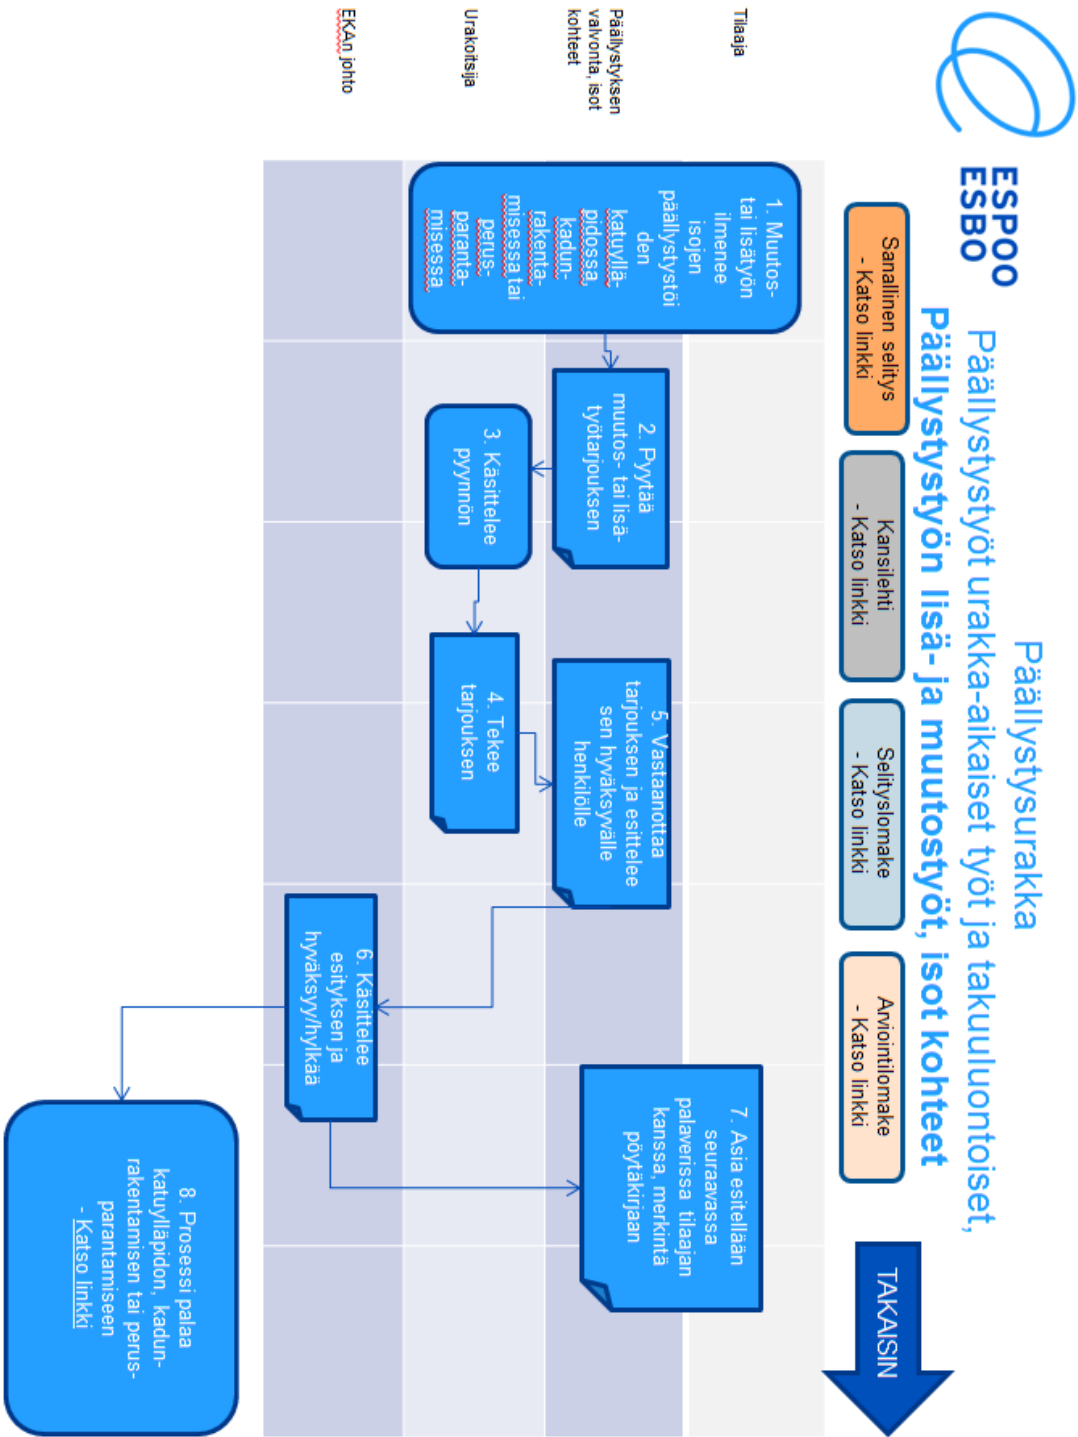 ESPOO
ESBO
Päällystysurakka
Päällystystyöt urakka-aikaiset työt ja takuuluontoiset,
Päällystystyön lisä- ja muutostyöt, isot kohteet
Sanallinen selitys
- Katso linkki
Kansilehti
- Katso linkki
Selityslomake
- Katso linkki
Arviointilomake
- Katso linkki
TAKAISIN
Tilaaja
Päällystyksen
valvonta, isot
kohteet
Urakoitsija
EKAn johto
1. Muutos-
tai lisätyön
ilmenee
isojen
päällystystöi
den
katuyllä-
pidossa,
kadun-
rakenta-
misessa tai
perus-
paranta-
misessa
2. Pyytää
muutos- tai lisä-
työtarjouksen
3. Käsittelee
pyynnön
4. Tekee
tarjouksen
5. Vastaanottaa
tarjouksen ja esittelee
sen hyväksyvälle
henkilölle
6. Käsittelee
esityksen ja
hyväksyy/hylkää
7. Asia esitellään
seuraavassa
palaverissa tilaajan
kanssa, merkintä
pöytäkirjaan
8. Prosessi palaa
katuylläpidon, kadun-
rakentamisen tai perus-
parantamiseen
- Katso linkki